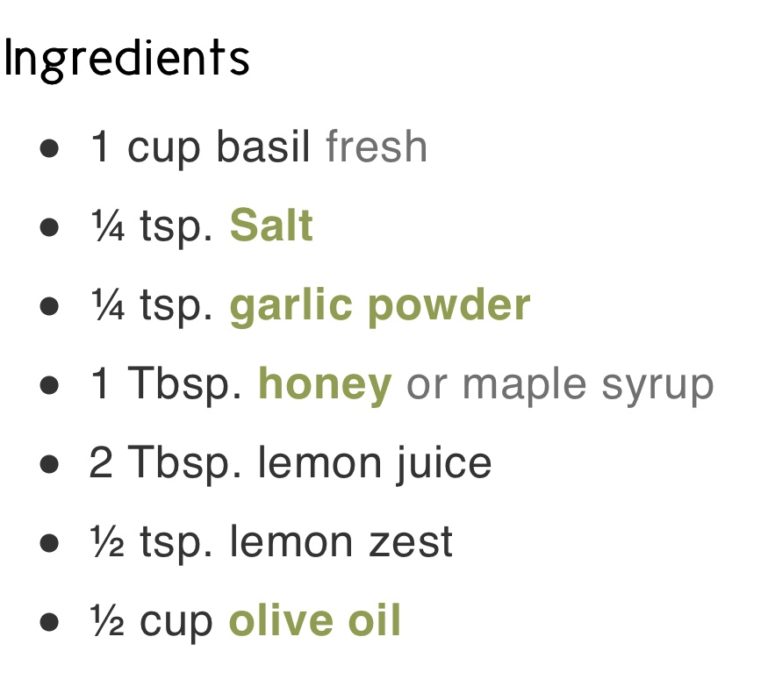 Ingredients
• 1 cup basil fresh
• ¼ tsp. Salt
• ¼ tsp. garlic powder
• 1 Tbsp. honey or maple syrup
• 2 Tbsp. lemon juice
• ½ tsp. lemon zest
• ½ cup olive oil